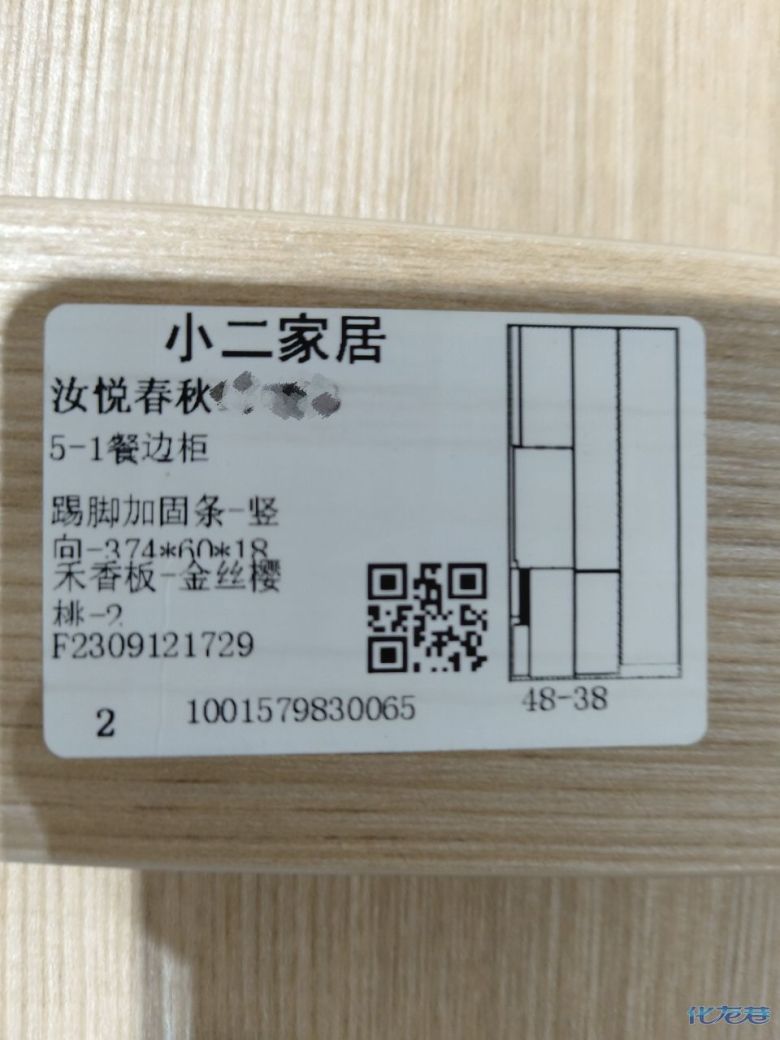 小二家居
汝悦春秋
5-1餐边柜
踢脚加固条-竖
向-374*60*18
禾香板-金丝樱
桃-2
F2309121729
2
1001579830065
48-38
化龙巷